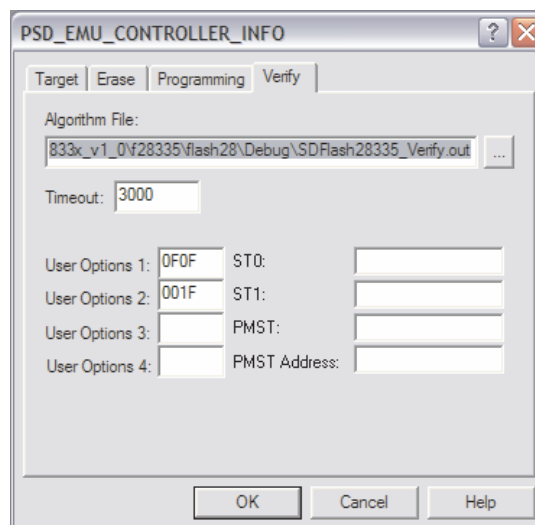 PSD_EMU_CONTROLLER_INFO ?
Target Erase Programming Verify
Algorithm File:
833x_v1_0\f28335\flash28\Debug\SDFlash28335_Verify.out ...
Timeout: 3000
User Options 1: 0F0F ST0:
User Options 2: 001F ST1:
User Options 3: PMST:
User Options 4: PMST Address:
OK Cancel Help